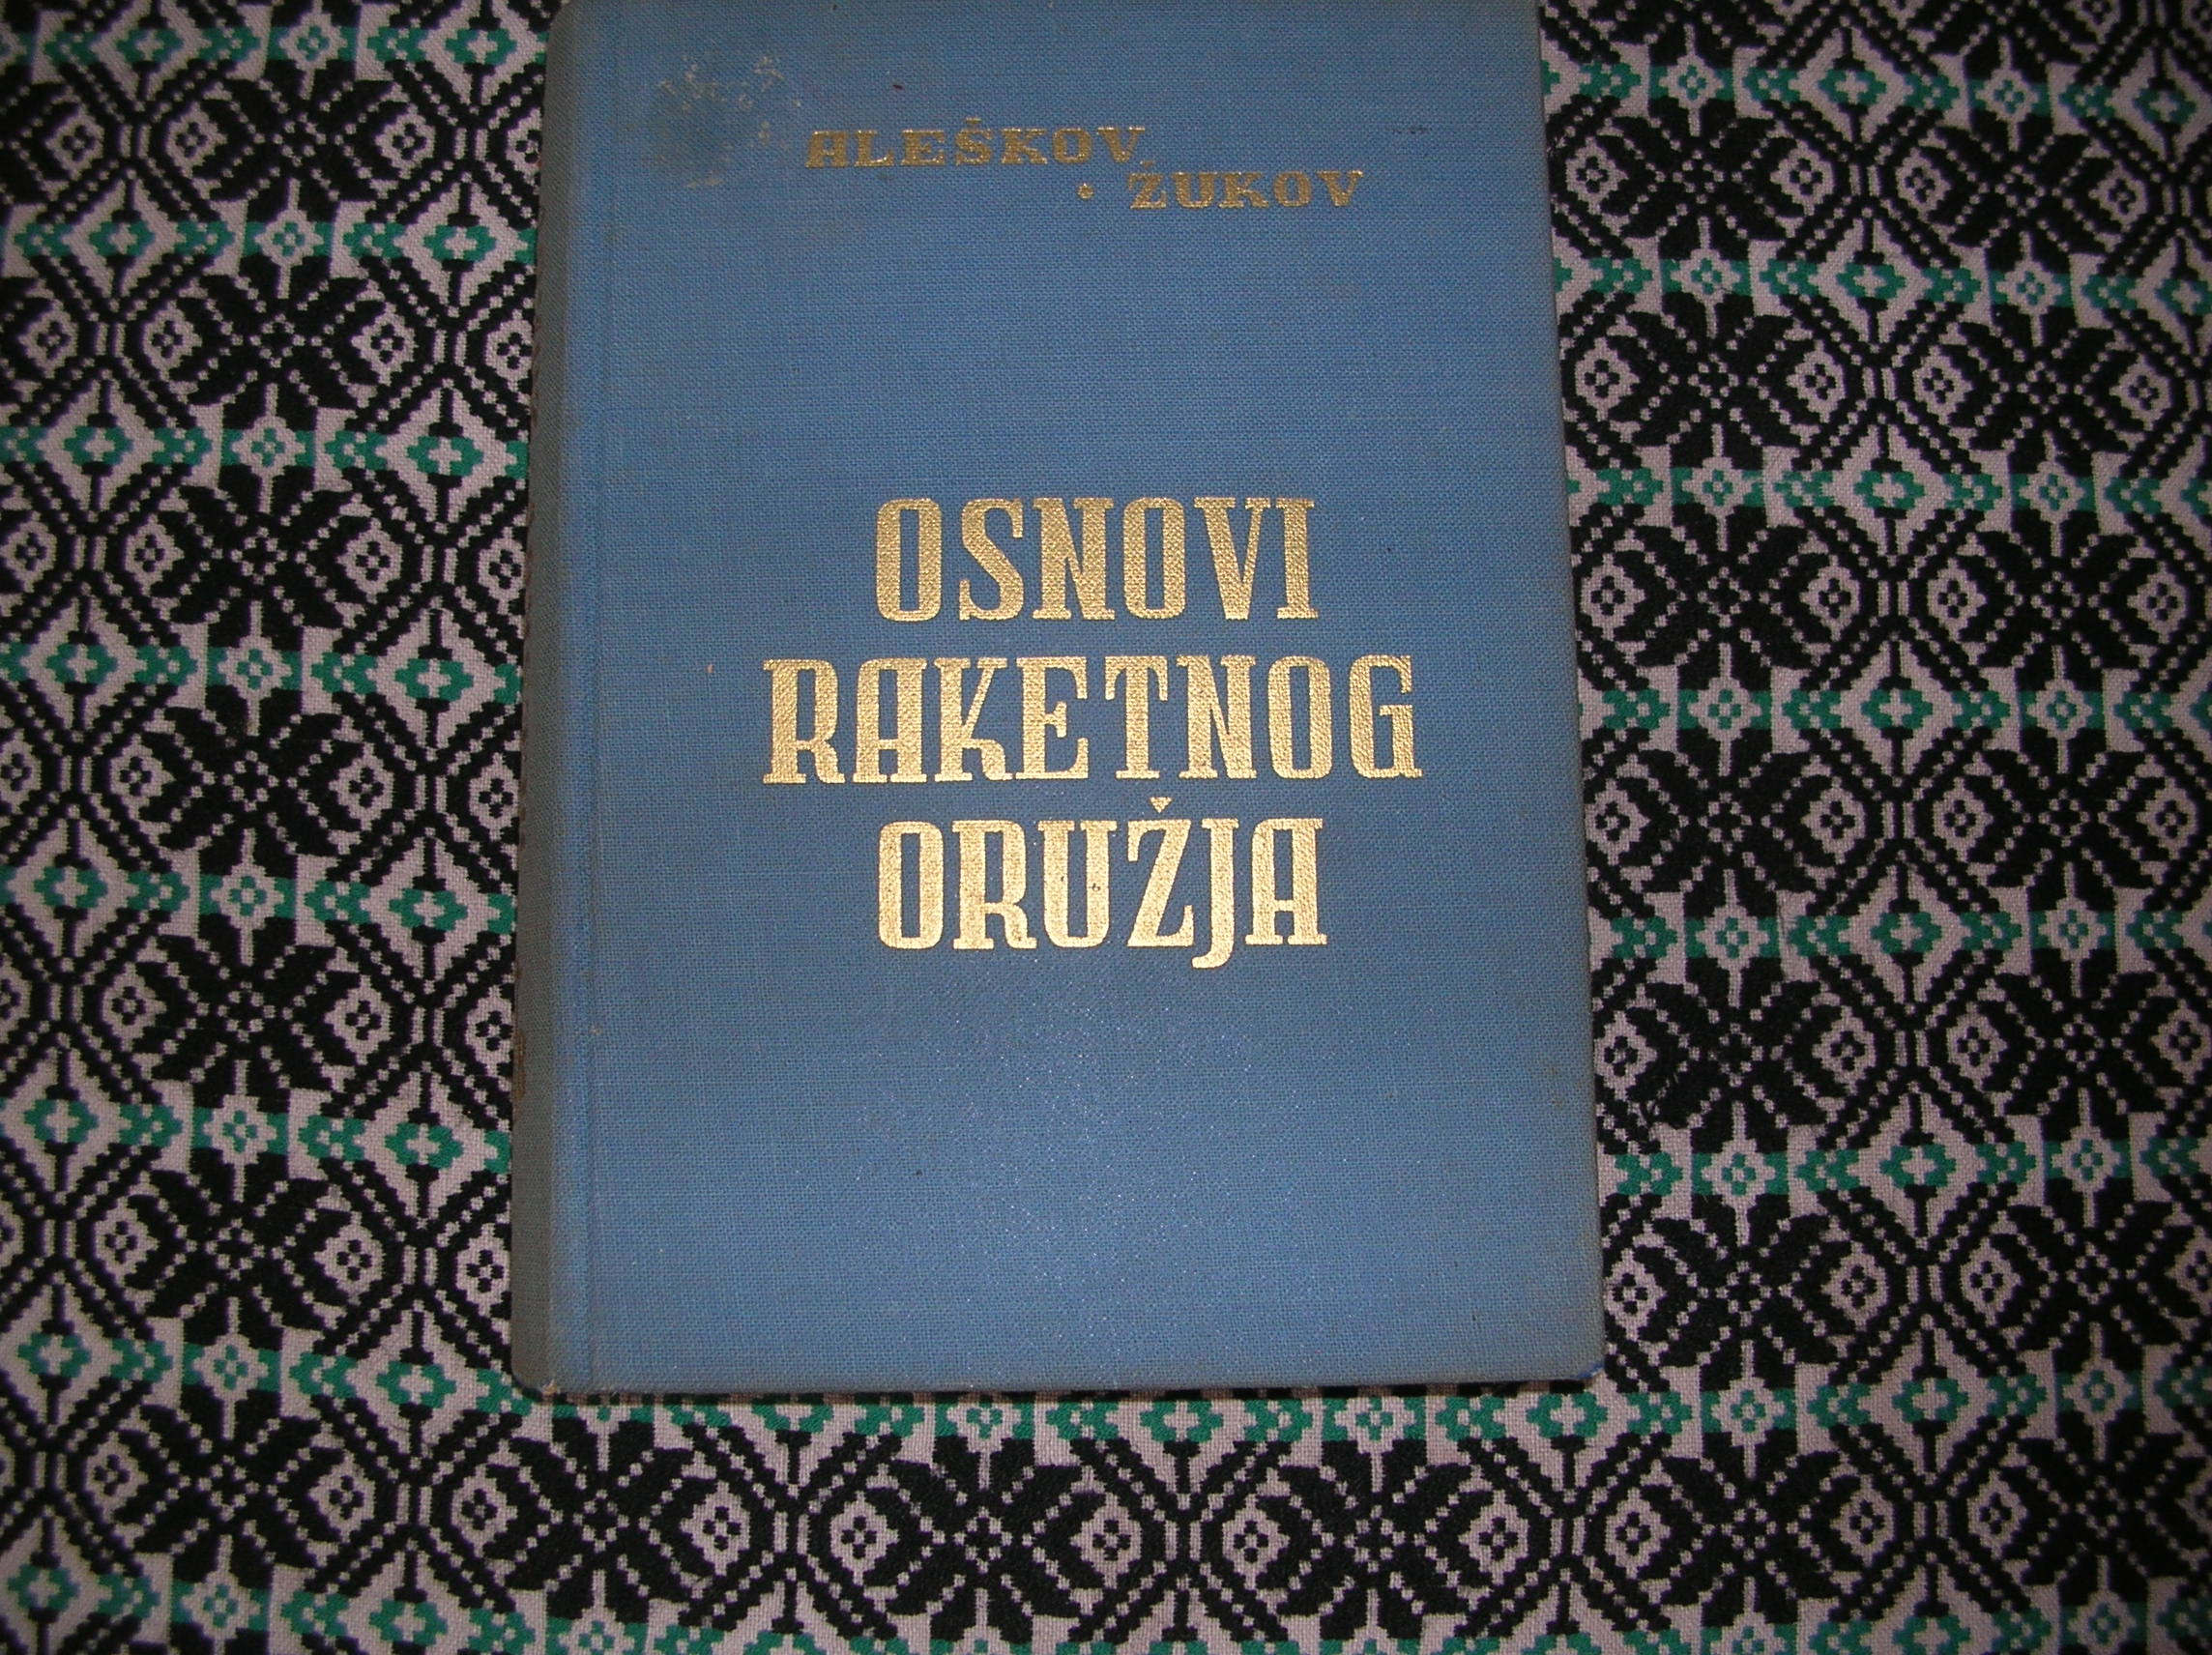 ALEŠKOV
• ŽUKOV
OSNOVI
RAKETNOG
ORUŽJA